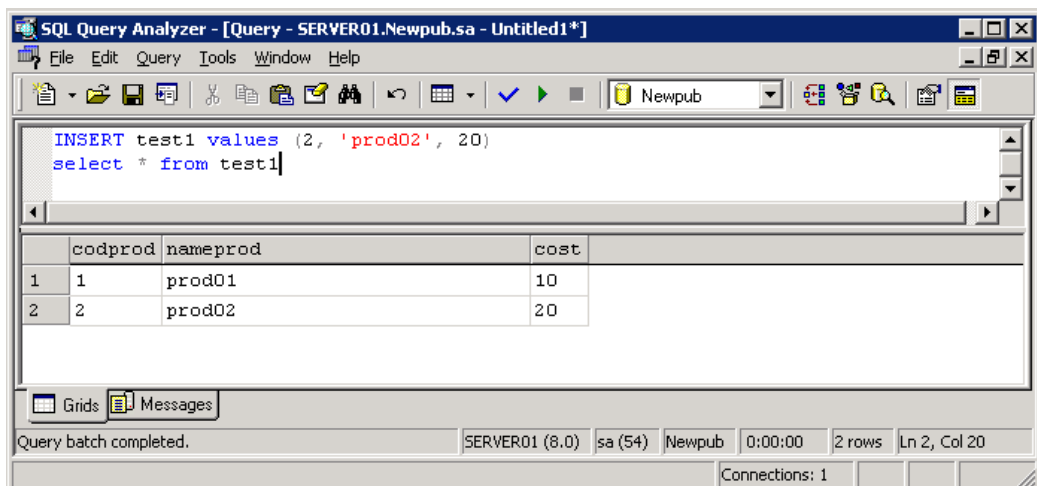 SQL Query Analyzer - [Query - SERVER01.Newpub.sa - Untitled1*]
File Edit Query Tools Window Help
Newpub
INSERT test1 values (2, 'prod02', 20)
select * from test1
codprod nameprod cost
1 1 prod01 10
2 2 prod02 20
Grids Messages
Query batch completed. SERVER01 (8.0) sa (54) Newpub 0:00:00 2 rows Ln 2, Col 20
Connections: 1